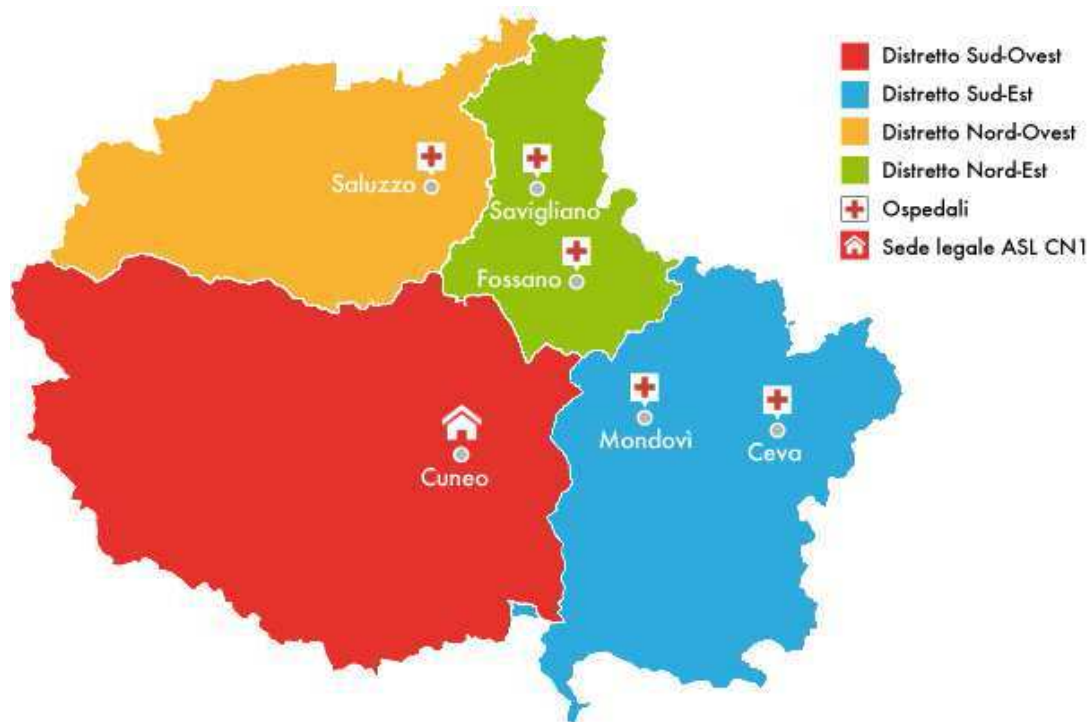 Distretto Sud-Ovest
Distretto Sud-Est
Distretto Nord-Ovest
Distretto Nord-Est
Ospedali
Sede legale ASL CN1
Saluzzo
Savigliano
Fossano
Mondovì
Ceva
Cuneo